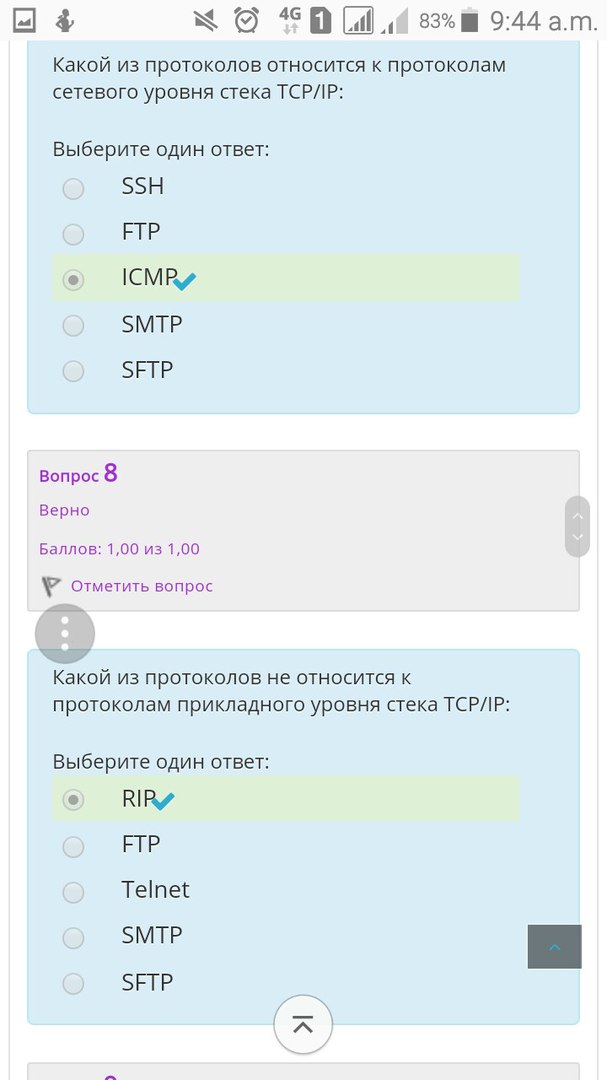 4G 1 83% 9:44 a.m.
Какой из протоколов относится к протоколам
сетевого уровня стека TCP/IP:
Выберите один ответ:
SSH
FTP
ICMP
SMTP
SFTP
Вопрос 8
Верно
Баллов: 1,00 из 1,00
Отметить вопрос
Какой из протоколов не относится к
протоколам прикладного уровня стека TCP/IP:
Выберите один ответ:
RIP
FTP
Telnet
SMTP
SFTP